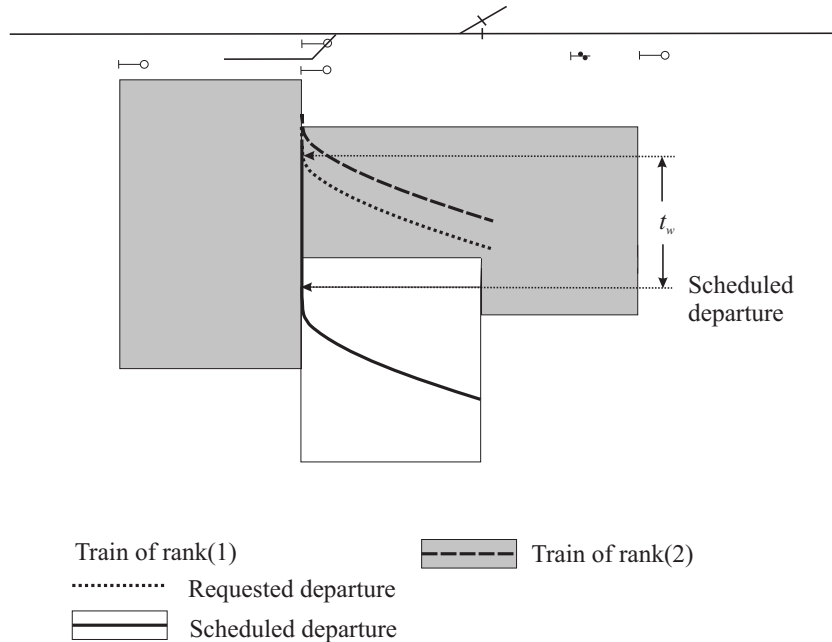 t_w
Scheduled
departure
Train of rank(1)
Train of rank(2)
Requested departure
Scheduled departure